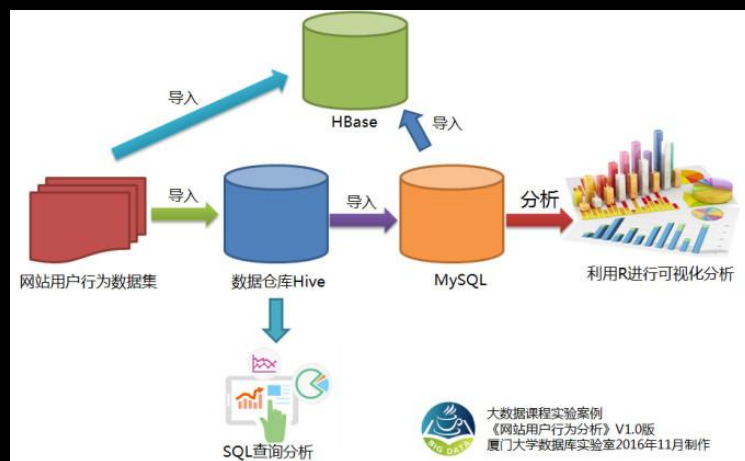 导入
HBase
导入
导入
导入
分析
网站用户行为数据集
数据仓库Hive
MySQL
利用R进行可视化分析
SQL查询分析
BIG DATA
大数据课程实验案例
《网站用户行为分析》V1.0版
厦门大学数据库实验室2016年11月制作